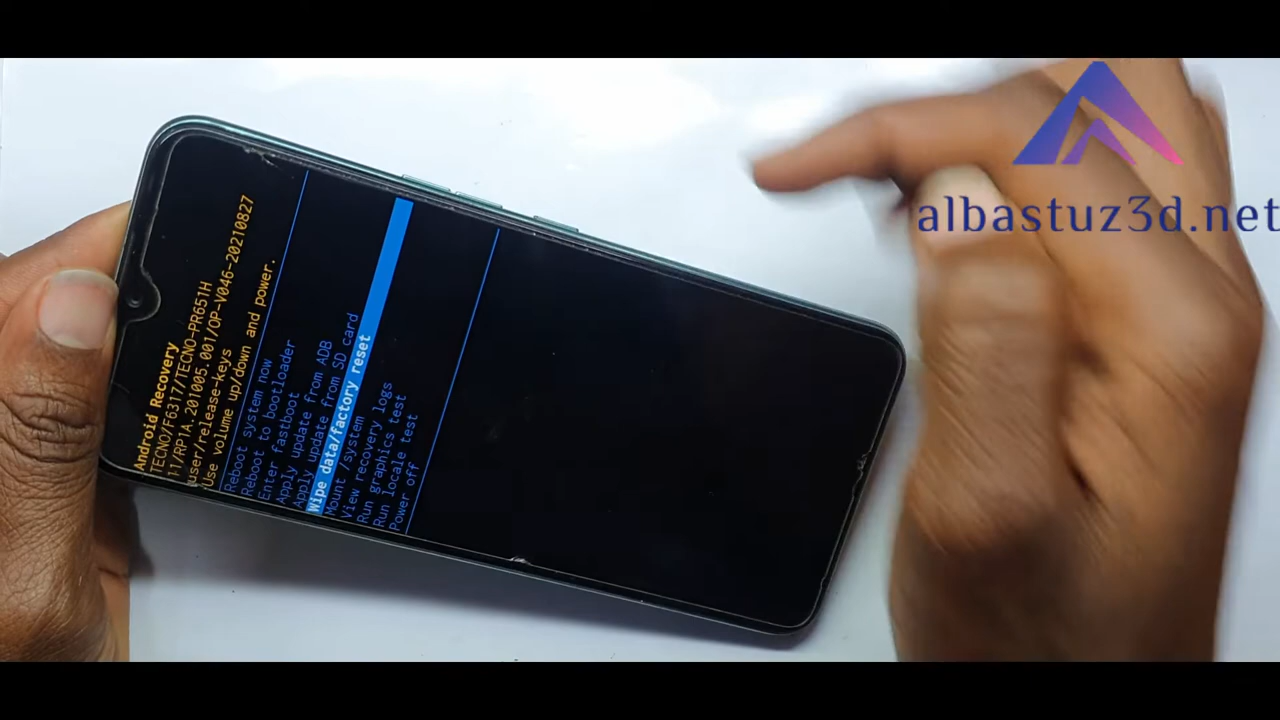 albastuz3d.net
Android Recovery
TECNO/F6317/TECNO-PR651H
11/RP1A.201005.001/OP-V046-20210827
user/release-keys
Use volume up/down and power.
Reboot system now
Reboot to bootloader
Enter fastboot
Apply update from ADB
Apply update from SD card
Wipe data/factory reset
Mount /system
View recovery logs
Run graphics test
Run locale test
Power off